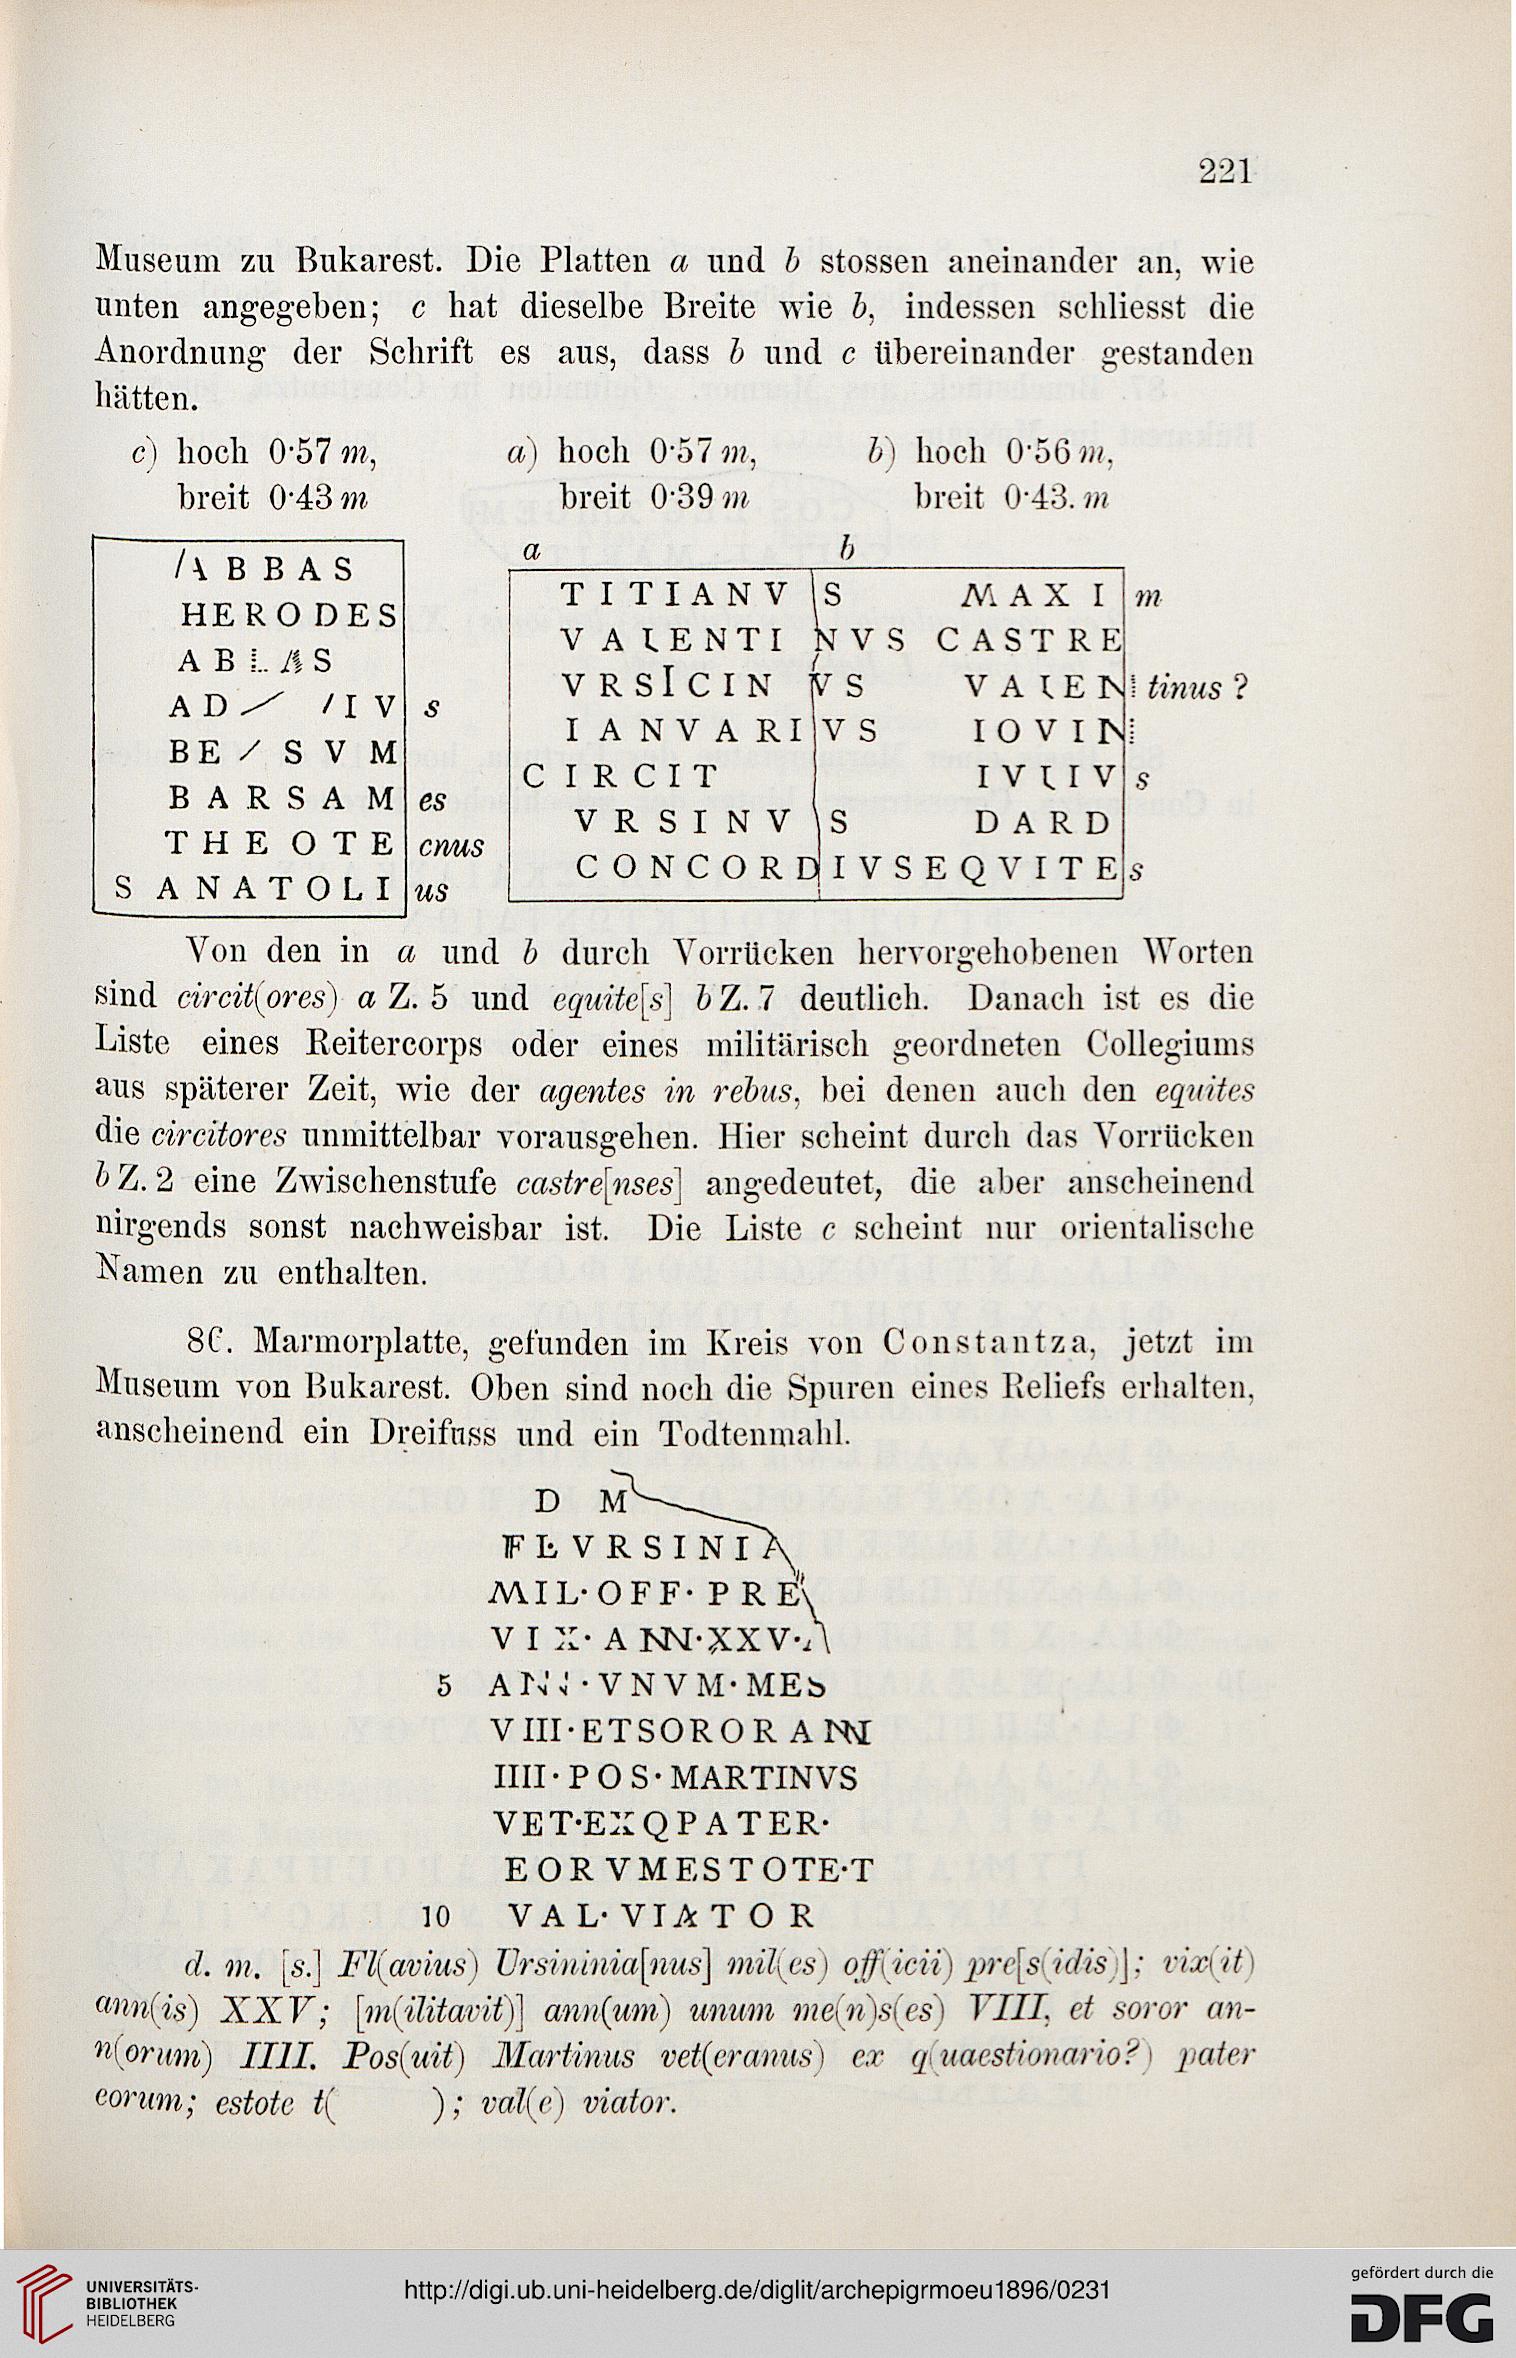 221
Museum zu Bukarest. Die Platten a und b stossen aneinander an, wie
unten angegeben; c hat dieselbe Breite wie b, indessen schliesst die
Anordnung der Schrift es aus, dass b und c übereinander gestanden
hätten.
c) hoch 0·57 m,
breit 0·43 m
a) hoch 0·57 m,
breit 0·39 m
b) hoch 0·56 m,
breit 0·43. m
ABBAS
HERODES
AB S
AD IV s
BE SVM
BARSAM es
THEOTE cnus
SANATOLI us
a b
TITIANVS MAXI m
VALENTINVS CASTRE
VRSICINVS VALEN tinus ?
IANVARIVS IOVIN
CIRCIT IVLIV s
VRSINVS DARD
CONCORDIVS EQVITE s
Von den in a und b durch Vorrücken hervorgehobenen Worten
sind circit(ores) a Z. 5 und equite[s] b Z. 7 deutlich. Danach ist es die
Liste eines Reitercorps oder eines militärisch geordneten Collegiums
aus späterer Zeit, wie der agentes in rebus, bei denen auch den equites
die circitores unmittelbar vorausgehen. Hier scheint durch das Vorrücken
b Z. 2 eine Zwischenstufe castre[nses] angedeutet, die aber anscheinend
nirgends sonst nachweisbar ist. Die Liste c scheint nur orientalische
Namen zu enthalten.
86. Marmorplatte, gefunden im Kreis von Constantza, jetzt im
Museum von Bukarest. Oben sind noch die Spuren eines Reliefs erhalten,
anscheinend ein Dreifuss und ein Todtenmahl.
D M
FL VRSINIA
MIL·OFF·PRE
VIX·ANN·XXV·
5 ANN·VNVM·MES
VIII·ETSOROR ANN
IIII·POS·MARTINVS
VET·EXQPATER·
EORVMESTOTE·T
10 VAL·VIATOR
d. m. [s.] Fl(avius) Ursininia[nus] mil(es) off(icii) pre[s(idis)]; vix(it)
ann(is) XXV; [m(ilitavit)] ann(um) unum me(n)s(es) VIII, et soror an-
n(orum) IIII. Pos(uit) Martinus vet(eranus) ex q(uaestionario?) pater
eorum; estote t( ); val(e) viator.
UNIVERSITÄTS-
BIBLIOTHEK
HEIDELBERG
http://digi.ub.uni-heidelberg.de/diglit/archepigrmoeu1896/0231
gefördert durch die
DFG